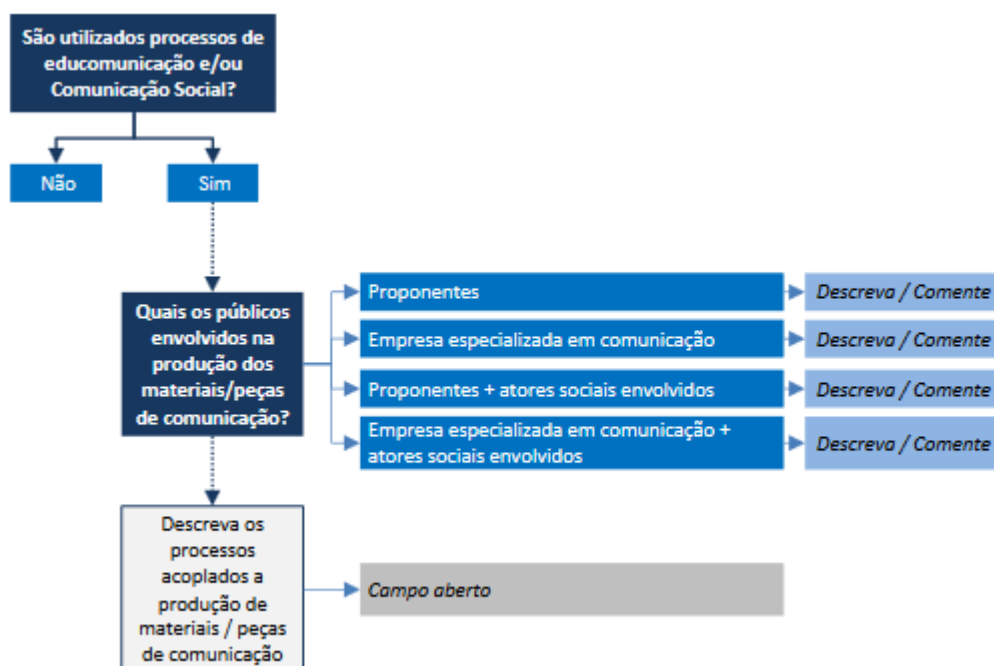 São utilizados processos de
educomunicação e/ou
Comunicação Social?
Não
Sim
Quais os públicos
envolvidos na
produção dos
materiais/peças
de comunicação?
Proponentes
Descreva / Comente
Empresa especializada em comunicação
Descreva / Comente
Proponentes + atores sociais envolvidos
Descreva / Comente
Empresa especializada em comunicação +
atores sociais envolvidos
Descreva / Comente
Descreva os
processos
acoplados a
produção de
materiais / peças
de comunicação
Campo aberto